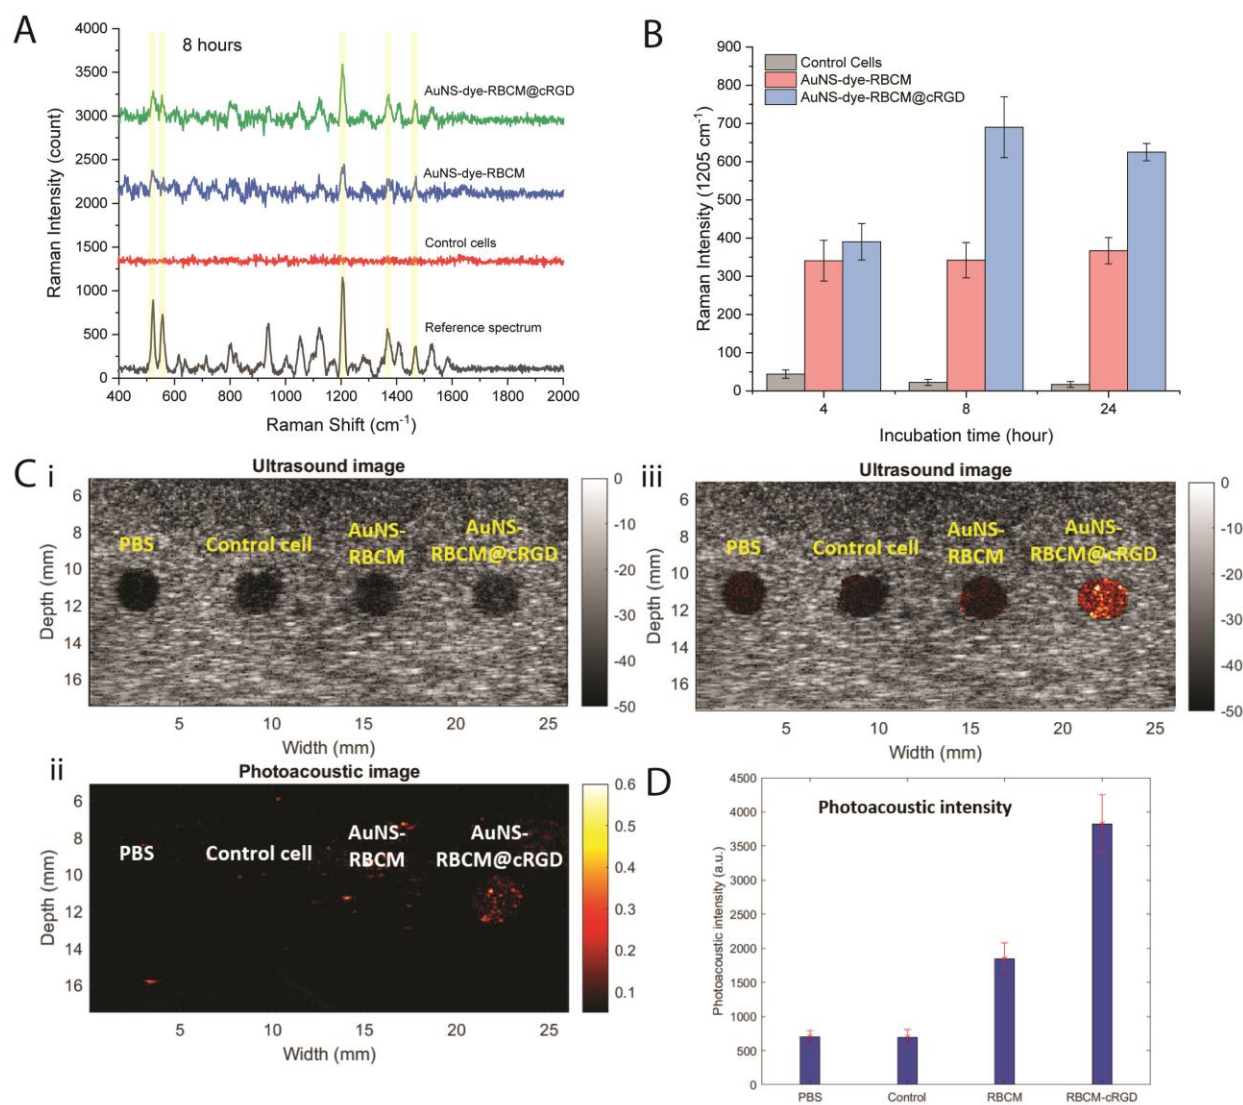 A
8 hours
4000
3500
3000
2500
2000
1500
1000
500
0
Raman Intensity (count)
AuNS-dye-RBCM@cRGD
AuNS-dye-RBCM
Control cells
Reference spectrum
400 600 800 1000 1200 1400 1600 1800 2000
Raman Shift (cm⁻¹)
B
Control Cells
AuNS-dye-RBCM
AuNS-dye-RBCM@cRGD
900
800
700
600
500
400
300
200
100
0
Raman Intensity (1205 cm⁻¹)
4 8 24
Incubation time (hour)
C i
Ultrasound image
PBS
Control cell
AuNS-
RBCM
AuNS-
RBCM@cRGD
6
8
10
12
14
16
Depth (mm)
5 10 15 20 25
Width (mm)
0
-10
-20
-30
-40
-50
iii
Ultrasound image
PBS
Control cell
AuNS-
RBCM
AuNS-
RBCM@cRGD
6
8
10
12
14
16
Depth (mm)
5 10 15 20 25
Width (mm)
0
-10
-20
-30
-40
-50
ii
Photoacoustic image
PBS
Control cell
AuNS-
RBCM
AuNS-
RBCM@cRGD
6
8
10
12
14
16
Depth (mm)
5 10 15 20 25
Width (mm)
0.6
0.5
0.4
0.3
0.2
0.1
D
Photoacoustic intensity
4500
4000
3500
3000
2500
2000
1500
1000
500
0
Photoacoustic intensity (a.u.)
PBS Control RBCM RBCM-cRGD